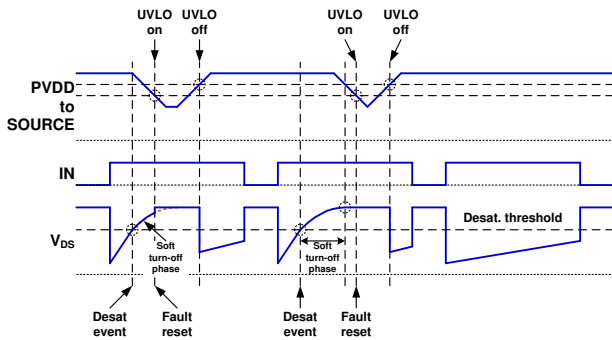 UVLO
on
UVLO
off
UVLO
on
UVLO
off
PVDD
to
SOURCE
IN
V_DS
Desat. threshold
Soft
turn-off
phase
Soft
turn-off
phase
Desat
event
Fault
reset
Desat
event
Fault
reset